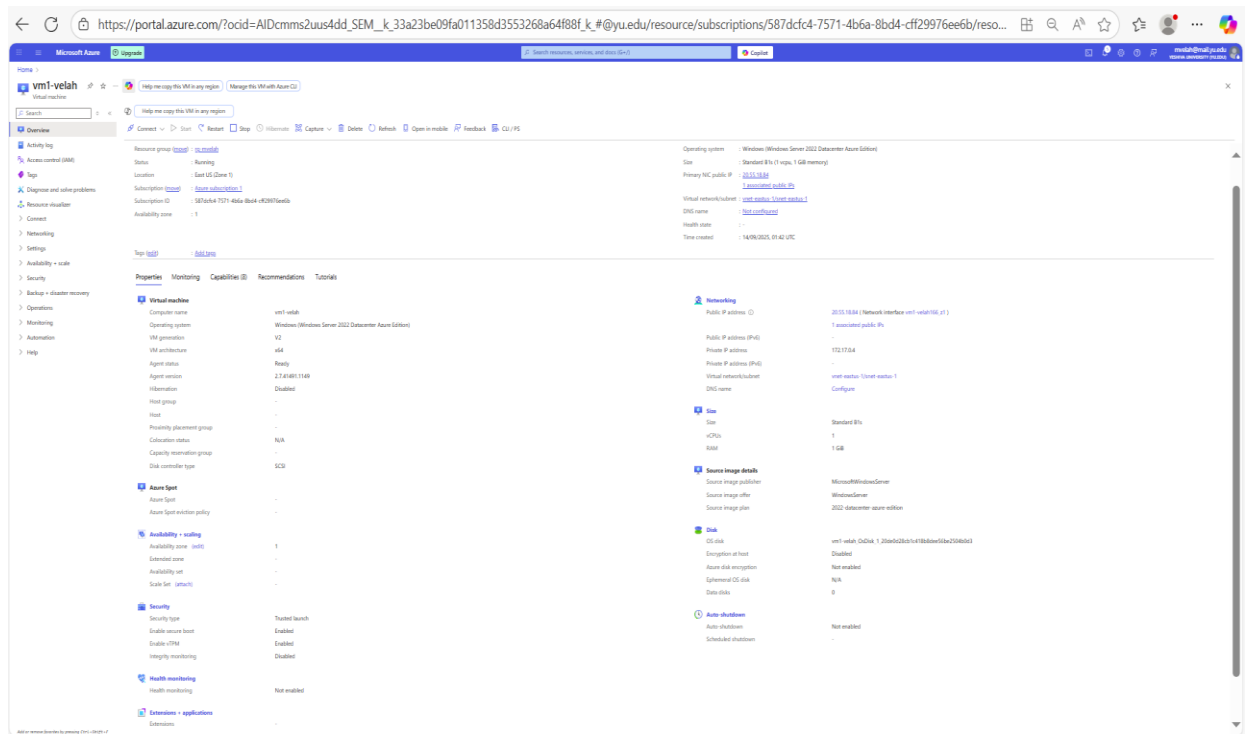 https://portal.azure.com/?ocid=AIDcmms2uus4dd_SEM__k_33a23be09fa011358d3553268a64f88f_k_#@yu.edu/resource/subscriptions/587dcfc4-7571-4b6a-8bd4-cff29976ee6b/reso...
Microsoft Azure Upgrade Search resources, services, and docs (G+/) Copilot
YESHIVA UNIVERSITY (YU.EDU)
Home >
vm1-velah Help me copy this VM in any region Manage this VM with Azure CLI
Virtual machine
Search Help me copy this VM in any region
Connect Start Restart Stop Hibernate Capture Delete Refresh Open in mobile Feedback CLI / PS
Overview
Activity log
Access control (IAM)
Tags
Diagnose and solve problems
Resource visualizer
Connect
Networking
Settings
Availability + scale
Security
Backup + disaster recovery
Operations
Monitoring
Automation
Help
Resource group (move) :
Status : Running
Location : East US (Zone 1)
Subscription (move) : Azure subscription 1
Subscription ID : 587dcfc4-7571-4b6a-8bd4-cff29976ee6b
Availability zone : 1
Operating system : Windows (Windows Server 2022 Datacenter Azure Edition)
Size : Standard B1s (1 vcpu, 1 GiB memory)
Primary NIC public IP : 20.55.18.84
1 associated public IPs
Virtual network/subnet : vnet-eastus-1/snet-eastus-1
DNS name : Not configured
Health state : -
Time created : 14/09/2025, 01:42 UTC
Tags (edit) : Add tags
Properties Monitoring Capabilities (8) Recommendations Tutorials
Virtual machine
Computer name vm1-velah
Operating system Windows (Windows Server 2022 Datacenter Azure Edition)
VM generation V2
VM architecture x64
Agent status Ready
Agent version 2.7.41491.1149
Hibernation Disabled
Host group -
Host -
Proximity placement group -
Colocation status N/A
Capacity reservation group -
Disk controller type SCSI
Azure Spot
Azure Spot -
Azure Spot eviction policy -
Availability + scaling
Availability zone (edit) 1
Extended zone -
Availability set -
Scale Set (attach) -
Security
Security type Trusted launch
Enable secure boot Enabled
Enable vTPM Enabled
Integrity monitoring Disabled
Health monitoring
Health monitoring Not enabled
Extensions + applications
Extensions -
Networking
Public IP address 20.55.18.84 ( Network interface vm1-velah166_z1 )
1 associated public IPs
Public IP address (IPv6) -
Private IP address 172.17.0.4
Private IP address (IPv6) -
Virtual network/subnet vnet-eastus-1/snet-eastus-1
DNS name Configure
Size
Size Standard B1s
vCPUs 1
RAM 1 GiB
Source image details
Source image publisher MicrosoftWindowsServer
Source image offer WindowsServer
Source image plan 2022-datacenter-azure-edition
Disk
OS disk
Encryption at host Disabled
Azure disk encryption Not enabled
Ephemeral OS disk N/A
Data disks 0
Auto-shutdown
Auto-shutdown Not enabled
Scheduled shutdown -